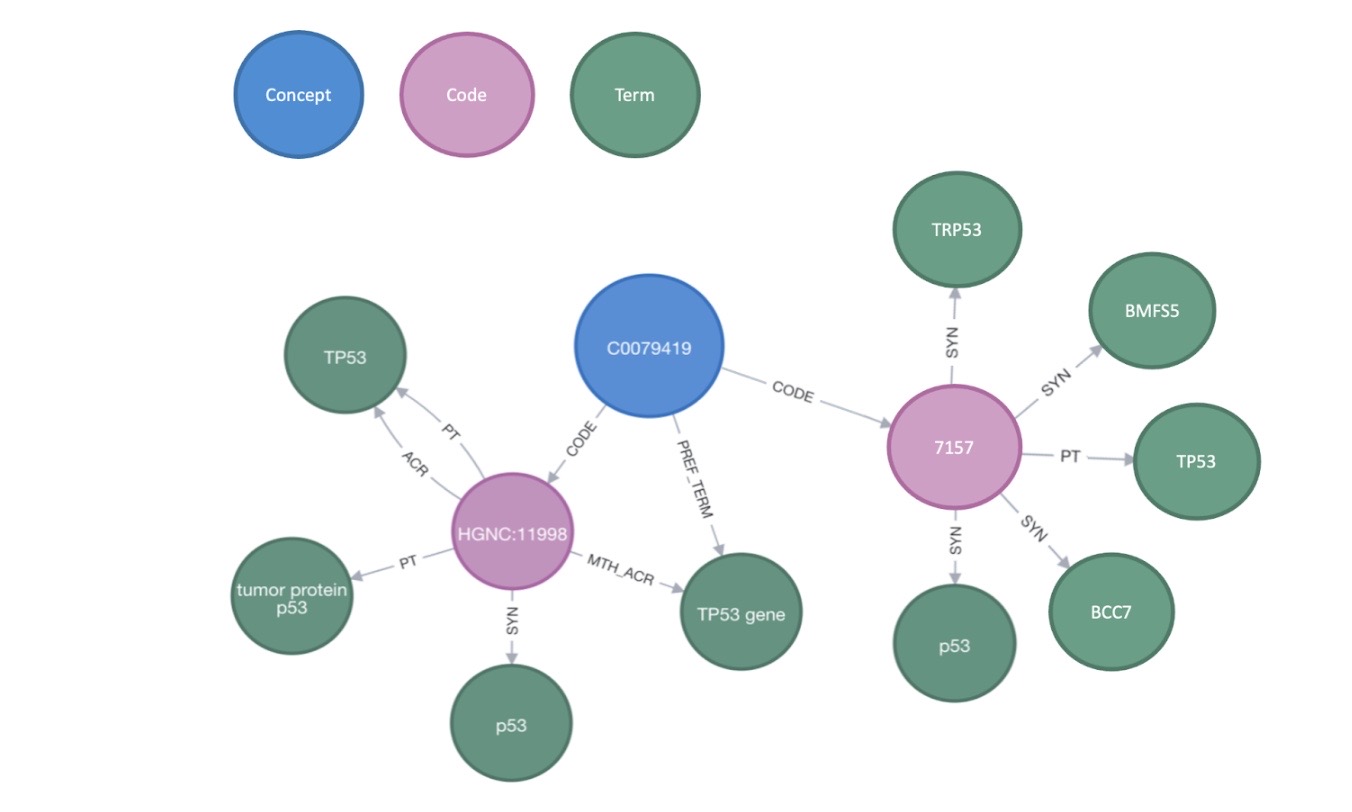 Concept
Code
Term
TRP53
BMFS5
SYN
SYN
C0079419
TP53
CODE
PT
ACR
CODE
PREF_TERM
7157
PT
TP53
SYN
SYN
HGNC:11998
PT
MTH_ACR
tumor protein
p53
SYN
TP53 gene
BCC7
p53
p53